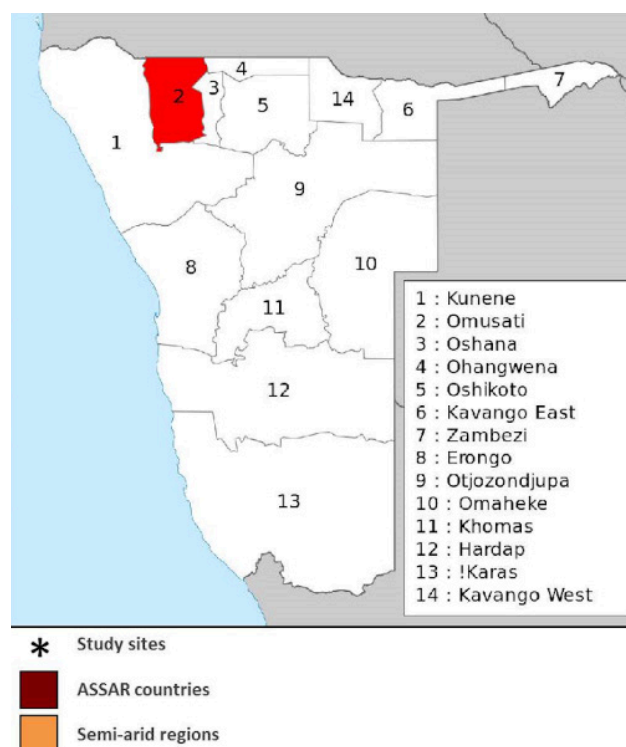 4
3
2
14
7
5
6
1
9
8
10
11
12
13
1 : Kunene
2 : Omusati
3 : Oshana
4 : Ohangwena
5 : Oshikoto
6 : Kavango East
7 : Zambezi
8 : Erongo
9 : Otjozondjupa
10 : Omaheke
11 : Khomas
12 : Hardap
13 : !Karas
14 : Kavango West
* Study sites
ASSAR countries
Semi-arid regions